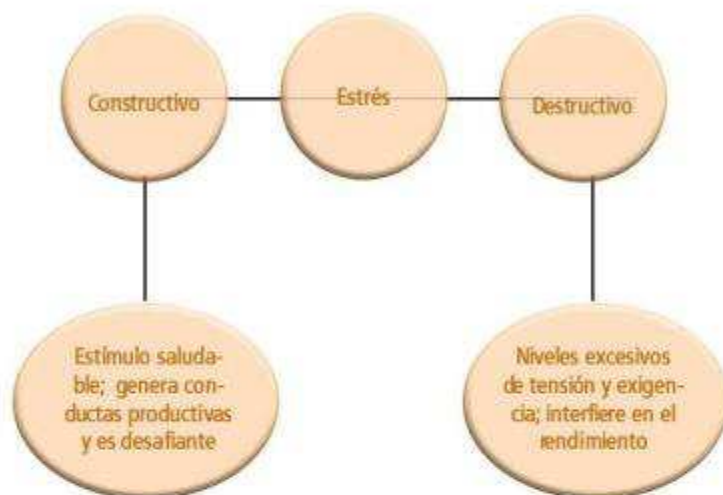 Constructivo
Estrés
Destructivo
Estímulo saluda-
ble; genera con-
ductas productivas
y es desafiante
Niveles excesivos
de tensión y exigen-
cia; interfiere en el
rendimiento